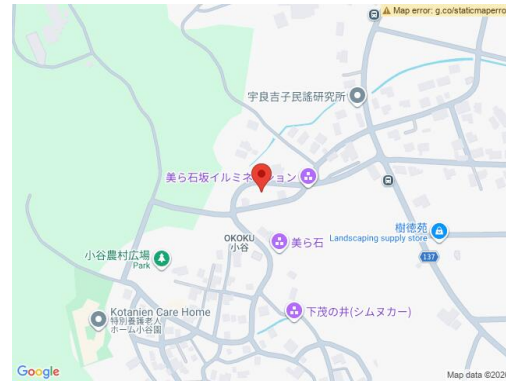 Map error: g.co/staticmaperro
宇良吉子民謡研究所
美ら石坂イルミネーション
樹徳苑
Landscaping supply store
OKOKU
小谷
美ら石
137
小谷農村広場
Park
Kotanien Care Home
特別養護老人
ホーム小谷園
下茂の井(シムヌカー)
Google
Map data ©2026